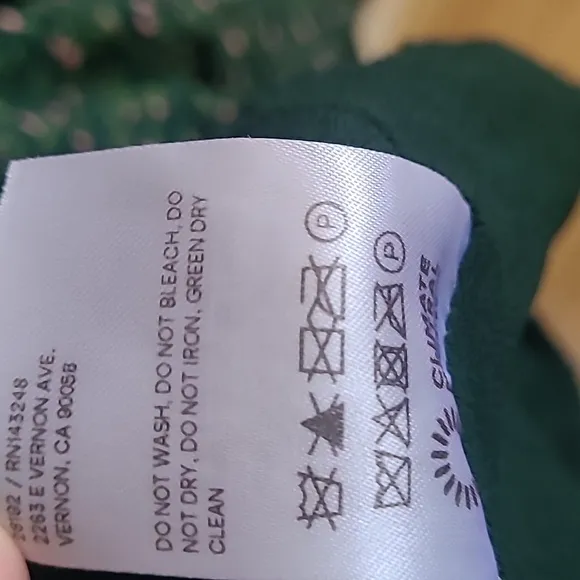 / RN143248
2263 E VERNON AVE.
VERNON, CA 90058
DO NOT WASH, DO NOT BLEACH, DO
NOT DRY, DO NOT IRON, GREEN DRY
CLEAN
P
P
CLIMATE